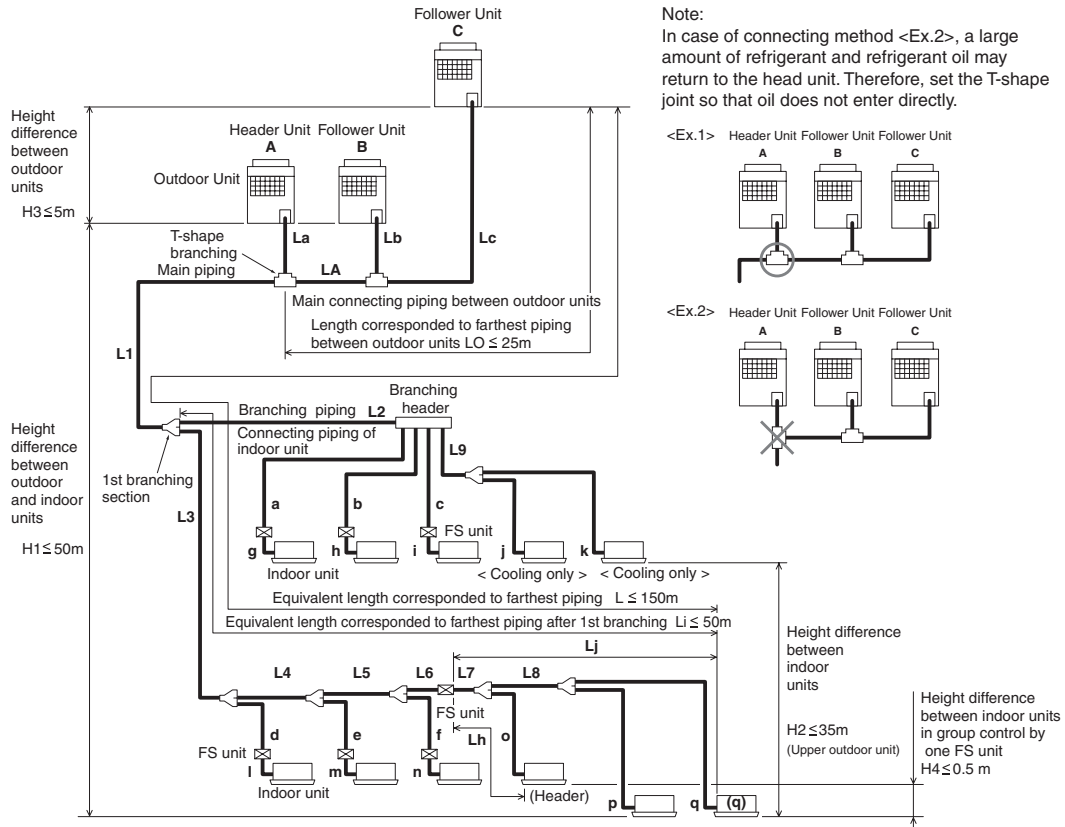 Follower Unit
C
Height
difference
between
outdoor
units
H3≦5m
Header Unit Follower Unit
A B
Outdoor Unit
T-shape
branching
Main piping
La
Lb
Lc
LA
Main connecting piping between outdoor units
Length corresponded to farthest piping
between outdoor units LO ≦ 25m
L1
Note:
In case of connecting method <Ex.2>, a large
amount of refrigerant and refrigerant oil may
return to the head unit. Therefore, set the T-shape
joint so that oil does not enter directly.
<Ex.1> Header Unit Follower Unit Follower Unit
A B C
<Ex.2> Header Unit Follower Unit Follower Unit
A B C
Height
difference
between
outdoor
and indoor
units
H1≦50m
Branching piping L2
Branching
header
Connecting piping of
indoor unit
L9
1st branching
section
L3
a b c
FS unit
g h i j k
Indoor unit
< Cooling only > < Cooling only >
Equivalent length corresponded to farthest piping L ≦ 150m
Equivalent length corresponded to farthest piping after 1st branching Li ≦ 50m
Lj
L4 L5 L6 L7 L8
FS unit
d e f Lh o
FS unit
l m n
Indoor unit
(Header)
p q (q)
Height difference
between
indoor
units
H2≦35m
(Upper outdoor unit)
Height difference
between indoor units
in group control by
one FS unit
H4≦0.5 m